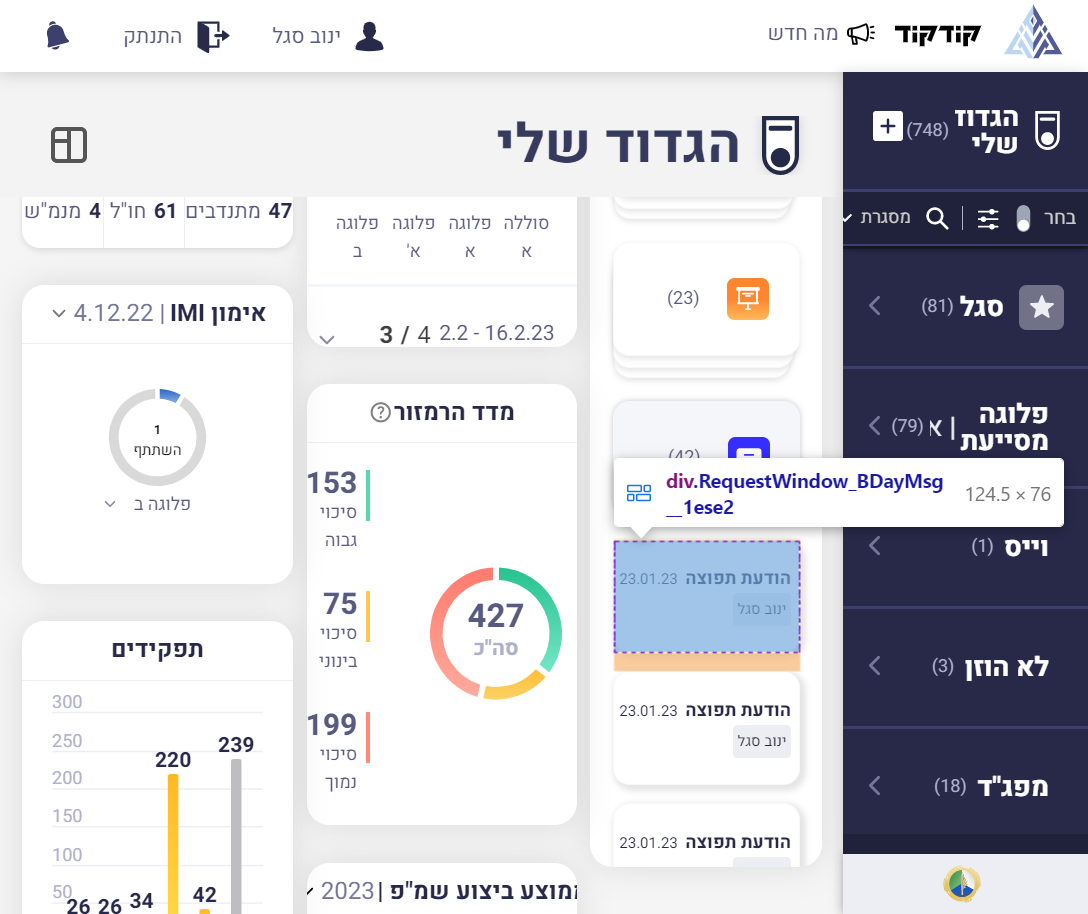 קודקוד
מה חדש
ינוב סגל
התנתק
הגדוד שלי (748)
בחר
מסגרת
סגל (81)
פלוגה מסייעת | א (79)
וייס (1)
לא הוזן (3)
מפג"ד (18)
הגדוד שלי
(23)
(42)
div.RequestWindow_BDayMsg
__1ese2
124.5 × 76
הודעת תפוצה 23.01.23
ינוב סגל
הודעת תפוצה 23.01.23
ינוב סגל
הודעת תפוצה 23.01.23
סוללה א
פלוגה א
פלוגה א'
פלוגה ב
2.2 - 16.2.23
3 / 4
מדד הרמזור
?
153
סיכוי
גבוה
75
סיכוי
בינוני
199
סיכוי
נמוך
427
סה"כ
ממוצע ביצוע שמ"פ | 2023
47 מתנדבים
61 חו"ל
4 מנמ"ש
אימון IMI | 4.12.22
1
השתתף
פלוגה ב
תפקידים
300
250
200
150
100
50
26
26
34
220
42
239